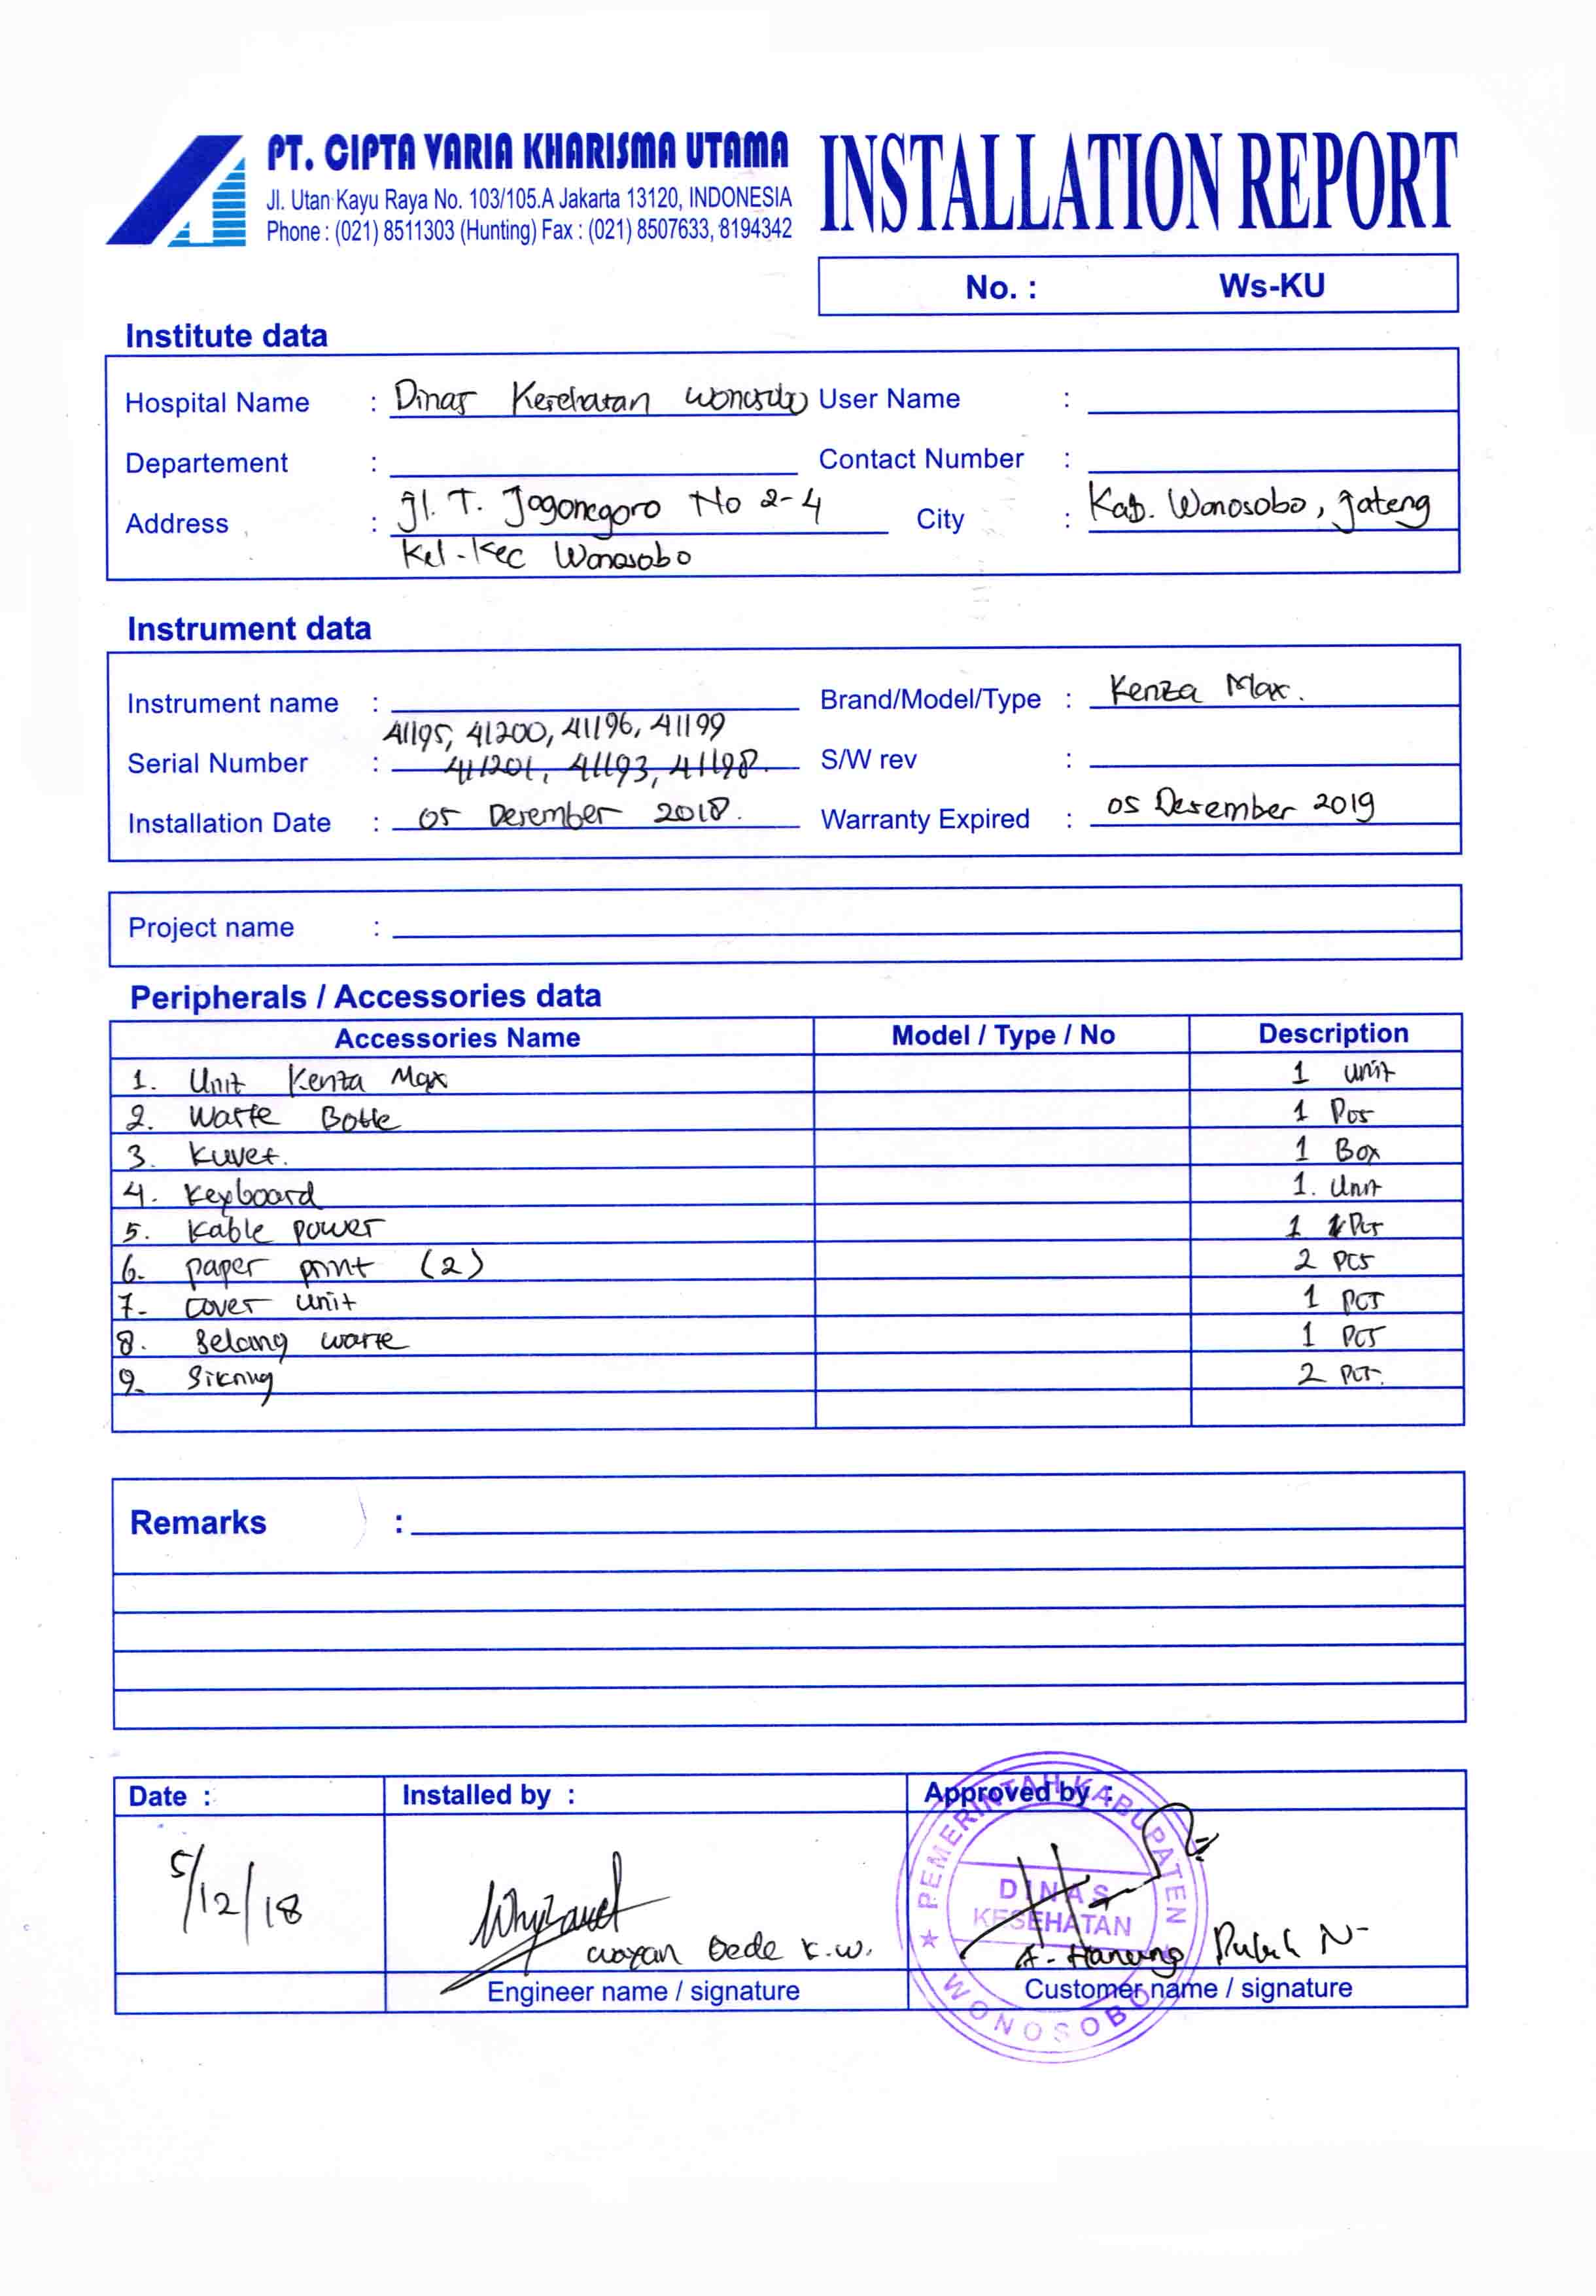 PT. CIPTA VARIA KHARISMA UTAMA
Jl. Utan Kayu Raya No. 103/105.A Jakarta 13120, INDONESIA
Phone : (021) 8511303 (Hunting) Fax : (021) 8507633, 8194342
INSTALLATION REPORT
No. : Ws-KU
Institute data
Hospital Name : Dinas Kesehatan Wonosobo User Name :
Departement : Contact Number :
Address : Jl. T. Jogonegoro No 2-4 City : Kab. Wonosobo, Jateng
Kel-Kec Wonosobo
Instrument data
Instrument name : Brand/Model/Type : Kenza Max.
41195, 41200, 41196, 41199
Serial Number : 411201, 41193, 41198. S/W rev :
Installation Date : 05 Desember 2018. Warranty Expired : 05 Desember 2019
Project name :
Peripherals / Accessories data
Accessories Name Model / Type / No Description
1. Unit Kenza Max 1 unit
2. Waste Bottle 1 Pcs
3. Kuvet. 1 Box
4. Keyboard 1. Unit
5. Kable power 1 Pcs
6. paper print (2) 2 pcs
7. Cover unit 1 pcs
8. Selang waste 1 pcs
9. Sikring 2 pcs.
Remarks :
Date : Installed by : Approved by :
5/12/18
Wayan Gede K.W. A. Hanung
Engineer name / signature Customer name / signature
PEMERINTAH KABUPATEN
DINAS
KESEHATAN
WONOSOBO